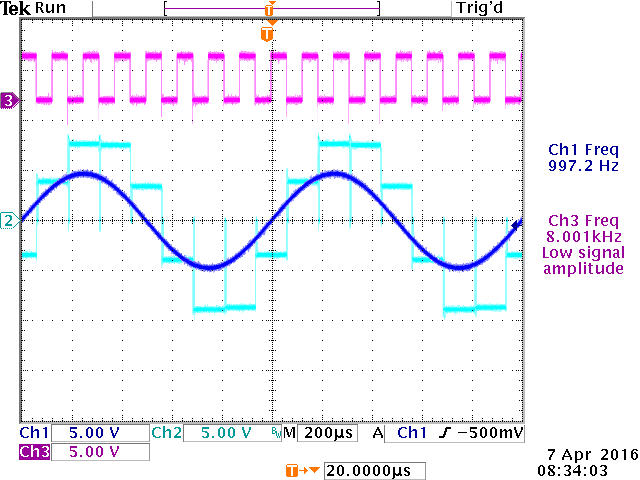 Tek Run Trig'd
T
T
3
2
Ch1 Freq
997.2 Hz
Ch3 Freq
8.001kHz
Low signal
amplitude
Ch1 5.00 V Ch2 5.00 V BW M 200µs A Ch1 ƒ −500mV
Ch3 5.00 V
7 Apr 2016
T→▼ 20.0000µs 08:34:03